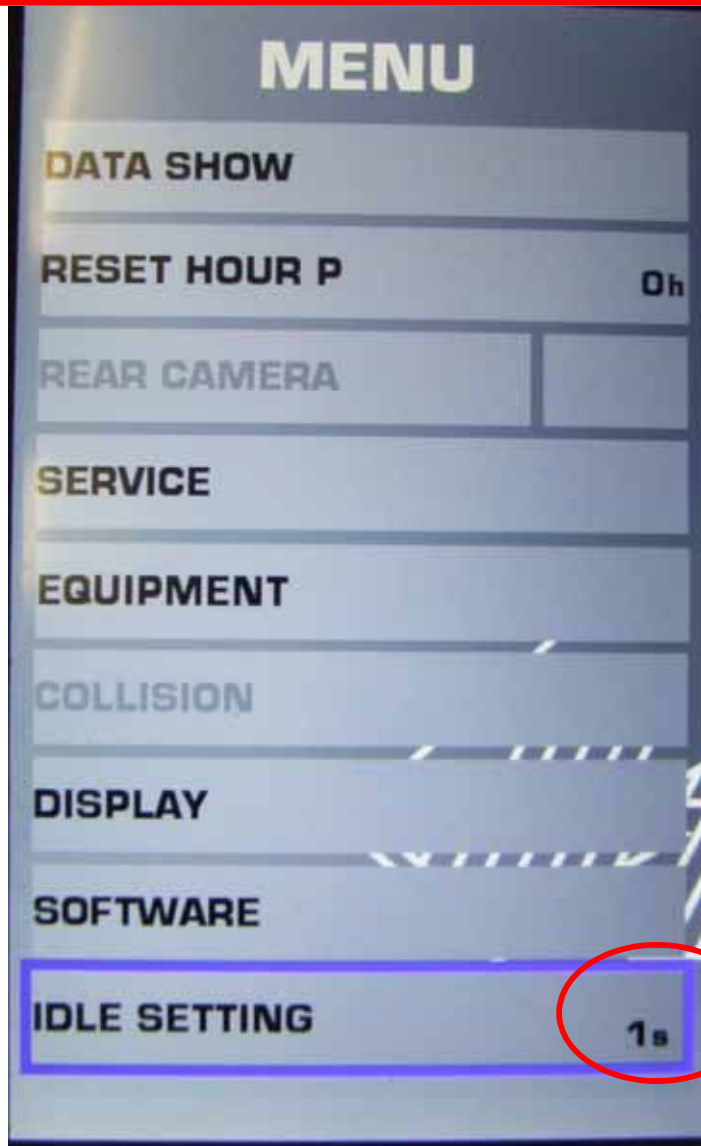 MENU
DATA SHOW
RESET HOUR P 0h
REAR CAMERA
SERVICE
EQUIPMENT
COLLISION
DISPLAY
SOFTWARE
IDLE SETTING 1s